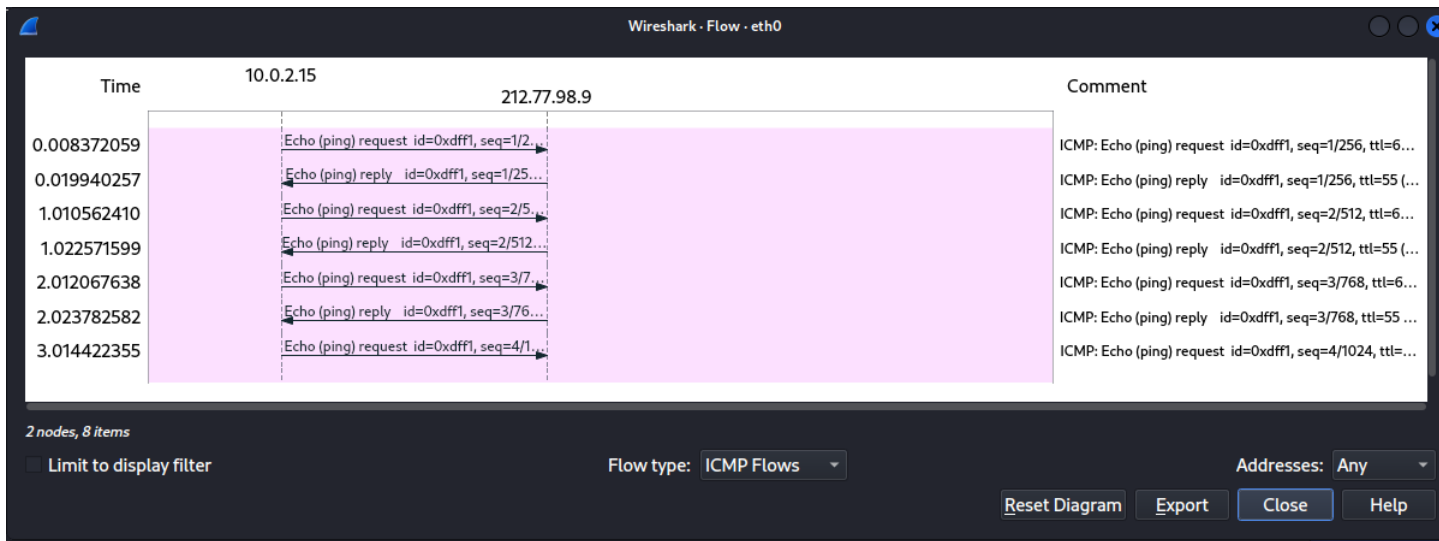 Wireshark · Flow · eth0
Time
10.0.2.15
212.77.98.9
Comment
0.008372059 Echo (ping) request id=0xdff1, seq=1/2... ICMP: Echo (ping) request id=0xdff1, seq=1/256, ttl=6...
0.019940257 Echo (ping) reply id=0xdff1, seq=1/25... ICMP: Echo (ping) reply id=0xdff1, seq=1/256, ttl=55 (...
1.010562410 Echo (ping) request id=0xdff1, seq=2/5... ICMP: Echo (ping) request id=0xdff1, seq=2/512, ttl=6...
1.022571599 Echo (ping) reply id=0xdff1, seq=2/512... ICMP: Echo (ping) reply id=0xdff1, seq=2/512, ttl=55 (...
2.012067638 Echo (ping) request id=0xdff1, seq=3/7... ICMP: Echo (ping) request id=0xdff1, seq=3/768, ttl=6...
2.023782582 Echo (ping) reply id=0xdff1, seq=3/76... ICMP: Echo (ping) reply id=0xdff1, seq=3/768, ttl=55 ...
3.014422355 Echo (ping) request id=0xdff1, seq=4/1... ICMP: Echo (ping) request id=0xdff1, seq=4/1024, ttl=...
2 nodes, 8 items
Limit to display filter
Flow type: ICMP Flows
Addresses: Any
Reset Diagram Export Close Help